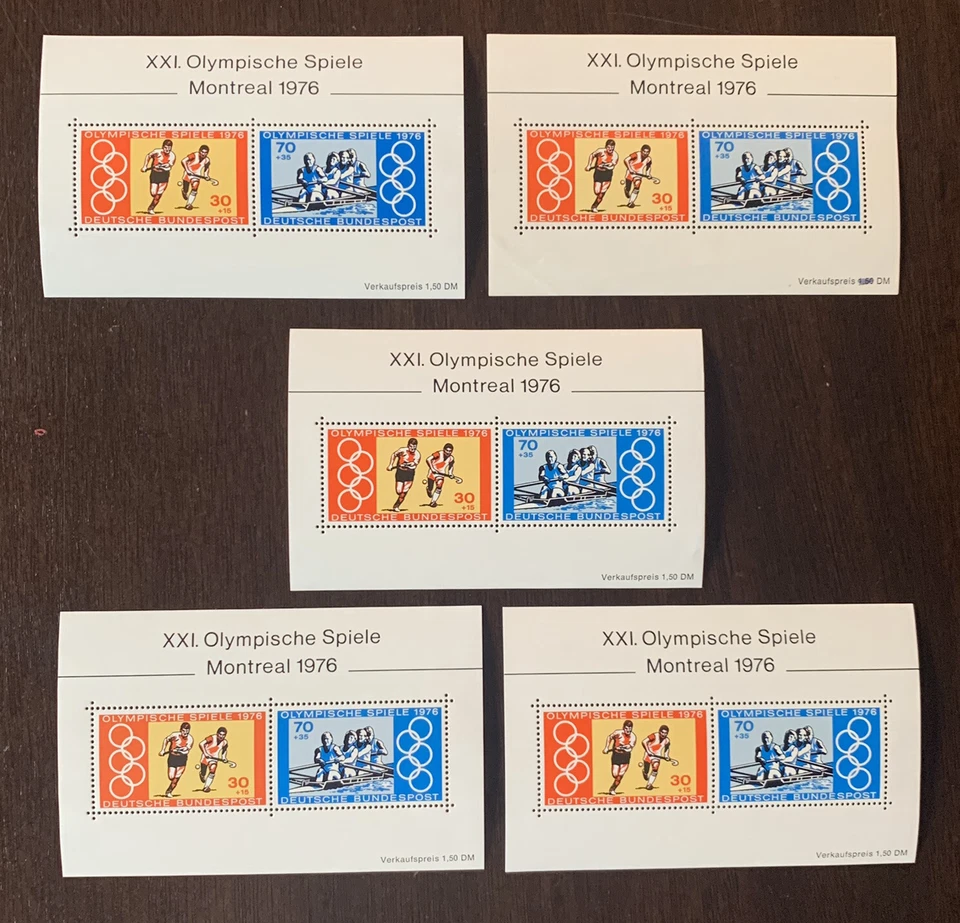 XXI. Olympische Spiele
Montreal 1976
OLYMPISCHE SPIELE 1976
30
+15
DEUTSCHE BUNDESPOST
OLYMPISCHE SPIELE 1976
70
+35
DEUTSCHE BUNDESPOST
Verkaufspreis 1,50 DM
XXI. Olympische Spiele
Montreal 1976
OLYMPISCHE SPIELE 1976
30
+15
DEUTSCHE BUNDESPOST
OLYMPISCHE SPIELE 1976
70
+35
DEUTSCHE BUNDESPOST
Verkaufspreis DM
XXI. Olympische Spiele
Montreal 1976
OLYMPISCHE SPIELE 1976
30
+15
DEUTSCHE BUNDESPOST
OLYMPISCHE SPIELE 1976
70
+35
DEUTSCHE BUNDESPOST
Verkaufspreis 1,50 DM
XXI. Olympische Spiele
Montreal 1976
OLYMPISCHE SPIELE 1976
30
+15
DEUTSCHE BUNDESPOST
OLYMPISCHE SPIELE 1976
70
+35
DEUTSCHE BUNDESPOST
Verkaufspreis 1,50 DM
XXI. Olympische Spiele
Montreal 1976
OLYMPISCHE SPIELE 1976
30
+15
DEUTSCHE BUNDESPOST
OLYMPISCHE SPIELE 1976
70
+35
DEUTSCHE BUNDESPOST
Verkaufspreis 1,50 DM